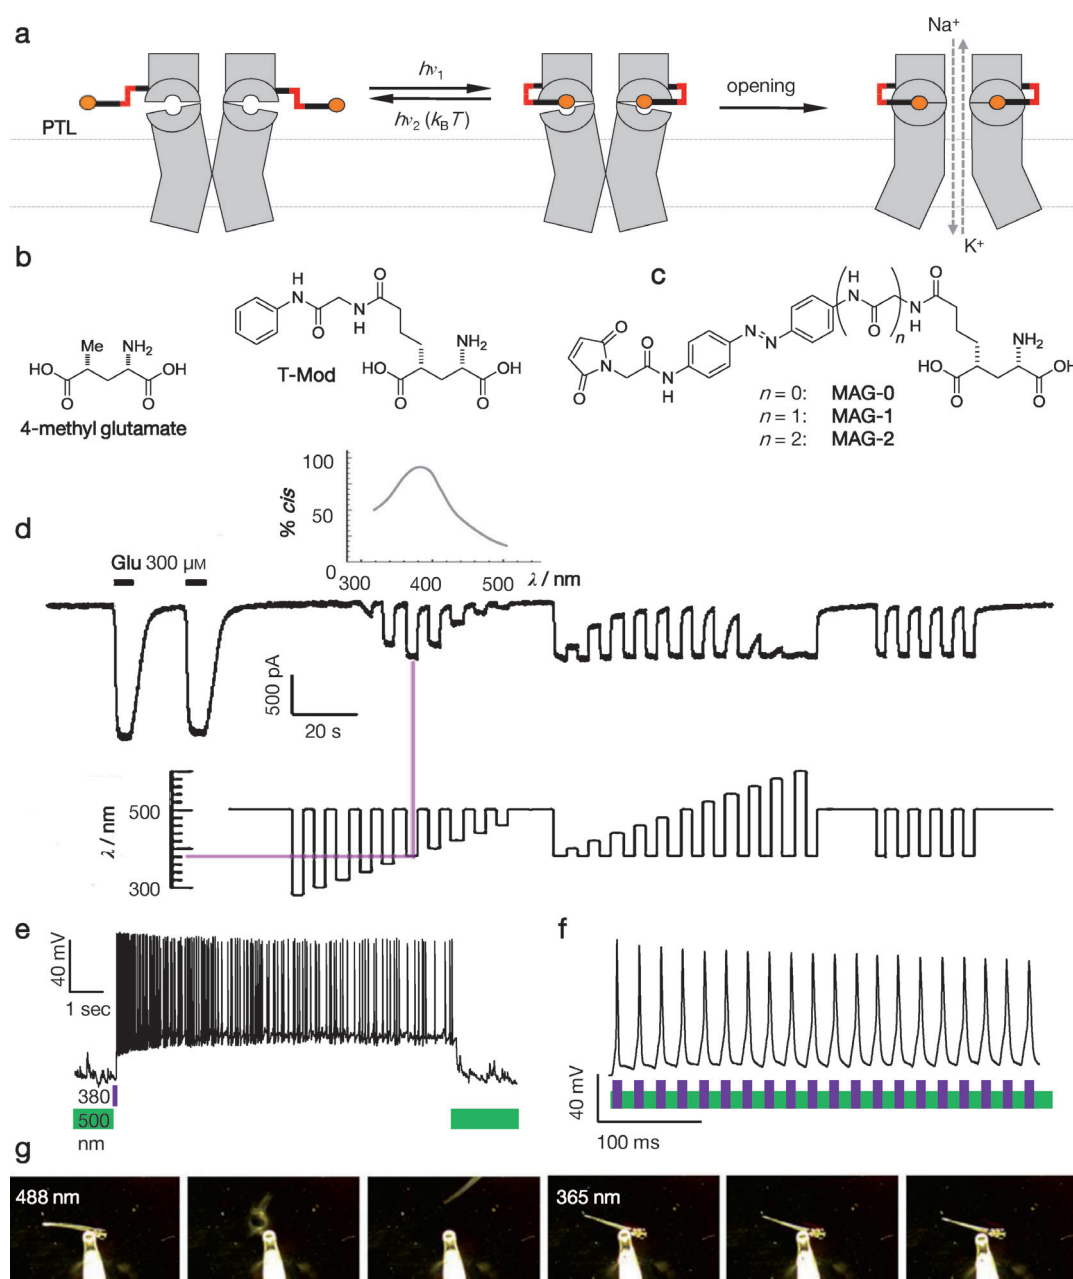 a
Na⁺
hν₁
hν₂ (k_BT)
opening
PTL
K⁺
b
c
H
N
O
O
N
H
O
H
N
O
n
H
N
O
Me
NH₂
HO
OH
O
O
4-methyl glutamate
T-Mod
NH₂
HO
OH
O
O
O
N
O
O
N
H
N
N
NH₂
HO
OH
O
O
n = 0: MAG-0
n = 1: MAG-1
n = 2: MAG-2
d
100
50
0
% cis
300
400
500
λ / nm
Glu 300 μM
500 pA
20 s
500
300
λ / nm
e
40 mV
1 sec
380
500
nm
f
40 mV
100 ms
g
488 nm
365 nm